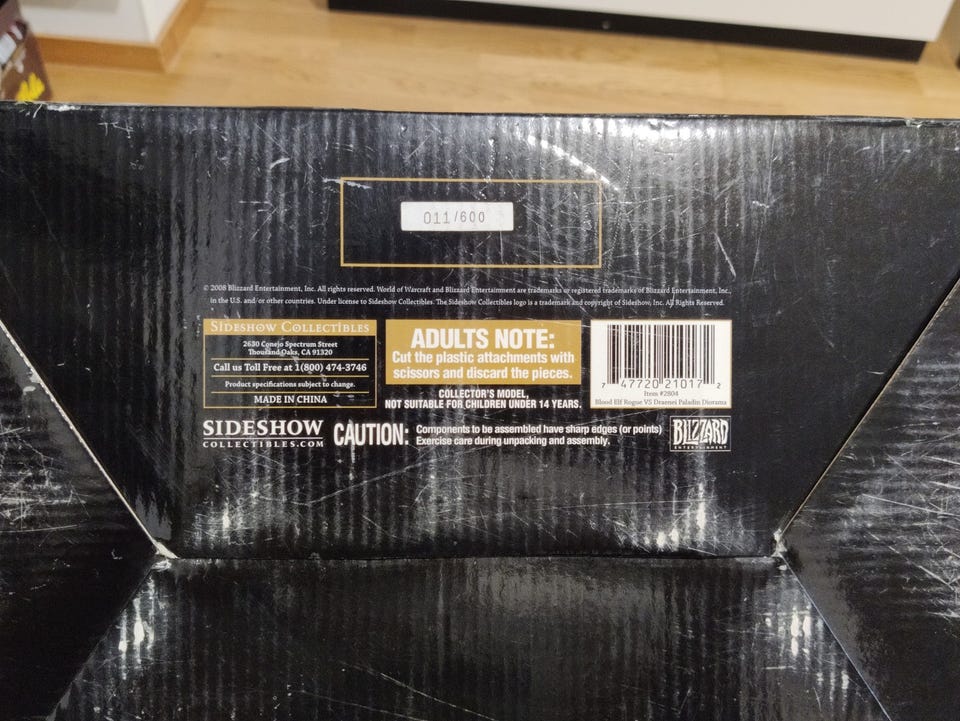 011/600
© 2008 Blizzard Entertainment, Inc. All rights reserved. World of Warcraft and Blizzard Entertainment are trademarks or registered trademarks of Blizzard Entertainment, Inc.,
in the U.S. and/or other countries. Under license to Sideshow Collectibles. The Sideshow Collectibles logo is a trademark and copyright of Sideshow, Inc. All Rights Reserved.
SIDESHOW COLLECTIBLES
2630 Conejo Spectrum Street
Thousand Oaks, CA 91320
Call us Toll Free at 1(800) 474-3746
Product specifications subject to change.
MADE IN CHINA
ADULTS NOTE:
Cut the plastic attachments with
scissors and discard the pieces.
COLLECTOR'S MODEL,
NOT SUITABLE FOR CHILDREN UNDER 14 YEARS.
7 47720 21017 2
Item #2804
Blood Elf Rogue VS Draenei Paladin Diorama
SIDESHOW
COLLECTIBLES.COM
CAUTION:
Components to be assembled have sharp edges (or points)
Exercise care during unpacking and assembly.
BLIZZARD
ENTERTAINMENT